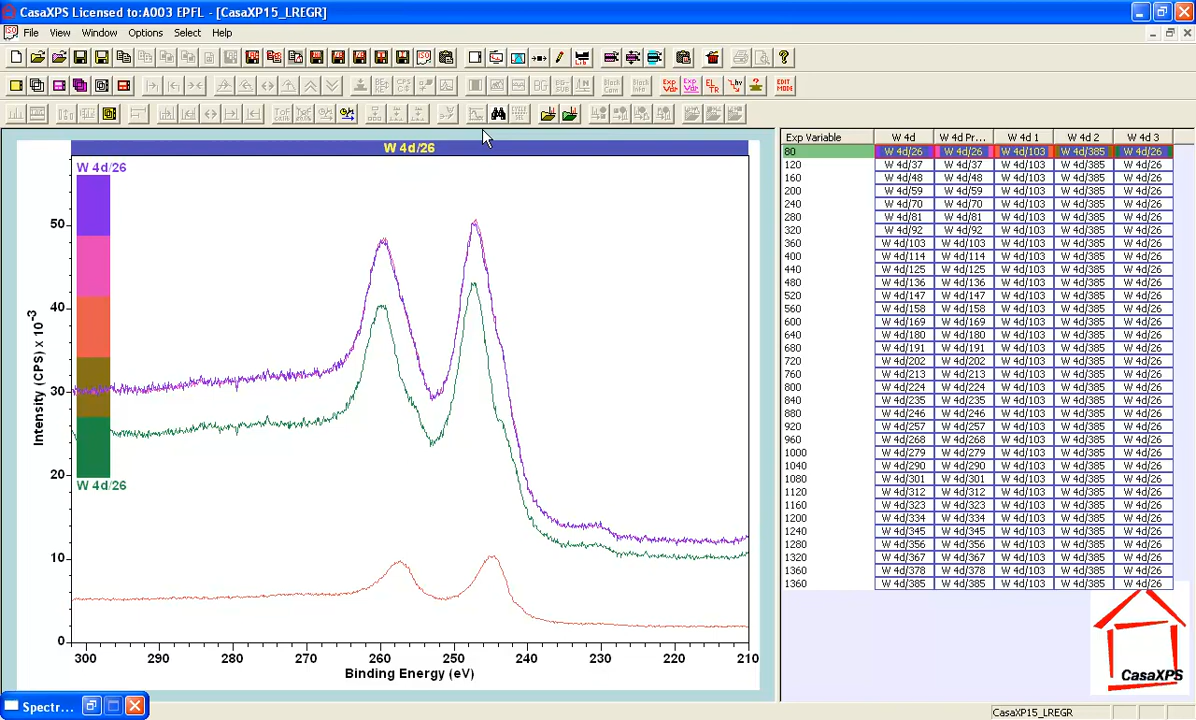 CasaXPS Licensed to:A003 EPFL - [CasaXP15_LREGR]
File View Window Options Select Help
W 4d/26
W 4d/26
50
40
30
20
10
0
Intensity (CPS) x 10⁻³
W 4d/26
300 290 280 270 260 250 240 230 220 210
Binding Energy (eV)
Exp Variable W 4d W 4d Pr... W 4d 1 W 4d 2 W 4d 3
80 W 4d/26 W 4d/26 W 4d/103 W 4d/385 W 4d/26
120 W 4d/37 W 4d/37 W 4d/103 W 4d/385 W 4d/26
160 W 4d/48 W 4d/48 W 4d/103 W 4d/385 W 4d/26
200 W 4d/59 W 4d/59 W 4d/103 W 4d/385 W 4d/26
240 W 4d/70 W 4d/70 W 4d/103 W 4d/385 W 4d/26
280 W 4d/81 W 4d/81 W 4d/103 W 4d/385 W 4d/26
320 W 4d/92 W 4d/92 W 4d/103 W 4d/385 W 4d/26
360 W 4d/103 W 4d/103 W 4d/103 W 4d/385 W 4d/26
400 W 4d/114 W 4d/114 W 4d/103 W 4d/385 W 4d/26
440 W 4d/125 W 4d/125 W 4d/103 W 4d/385 W 4d/26
480 W 4d/136 W 4d/136 W 4d/103 W 4d/385 W 4d/26
520 W 4d/147 W 4d/147 W 4d/103 W 4d/385 W 4d/26
560 W 4d/158 W 4d/158 W 4d/103 W 4d/385 W 4d/26
600 W 4d/169 W 4d/169 W 4d/103 W 4d/385 W 4d/26
640 W 4d/180 W 4d/180 W 4d/103 W 4d/385 W 4d/26
680 W 4d/191 W 4d/191 W 4d/103 W 4d/385 W 4d/26
720 W 4d/202 W 4d/202 W 4d/103 W 4d/385 W 4d/26
760 W 4d/213 W 4d/213 W 4d/103 W 4d/385 W 4d/26
800 W 4d/224 W 4d/224 W 4d/103 W 4d/385 W 4d/26
840 W 4d/235 W 4d/235 W 4d/103 W 4d/385 W 4d/26
880 W 4d/246 W 4d/246 W 4d/103 W 4d/385 W 4d/26
920 W 4d/257 W 4d/257 W 4d/103 W 4d/385 W 4d/26
960 W 4d/268 W 4d/268 W 4d/103 W 4d/385 W 4d/26
1000 W 4d/279 W 4d/279 W 4d/103 W 4d/385 W 4d/26
1040 W 4d/290 W 4d/290 W 4d/103 W 4d/385 W 4d/26
1080 W 4d/301 W 4d/301 W 4d/103 W 4d/385 W 4d/26
1120 W 4d/312 W 4d/312 W 4d/103 W 4d/385 W 4d/26
1160 W 4d/323 W 4d/323 W 4d/103 W 4d/385 W 4d/26
1200 W 4d/334 W 4d/334 W 4d/103 W 4d/385 W 4d/26
1240 W 4d/345 W 4d/345 W 4d/103 W 4d/385 W 4d/26
1280 W 4d/356 W 4d/356 W 4d/103 W 4d/385 W 4d/26
1320 W 4d/367 W 4d/367 W 4d/103 W 4d/385 W 4d/26
1360 W 4d/378 W 4d/378 W 4d/103 W 4d/385 W 4d/26
1360 W 4d/385 W 4d/385 W 4d/103 W 4d/385 W 4d/26
CasaXPS
Spectr...
CasaXP15_LREGR